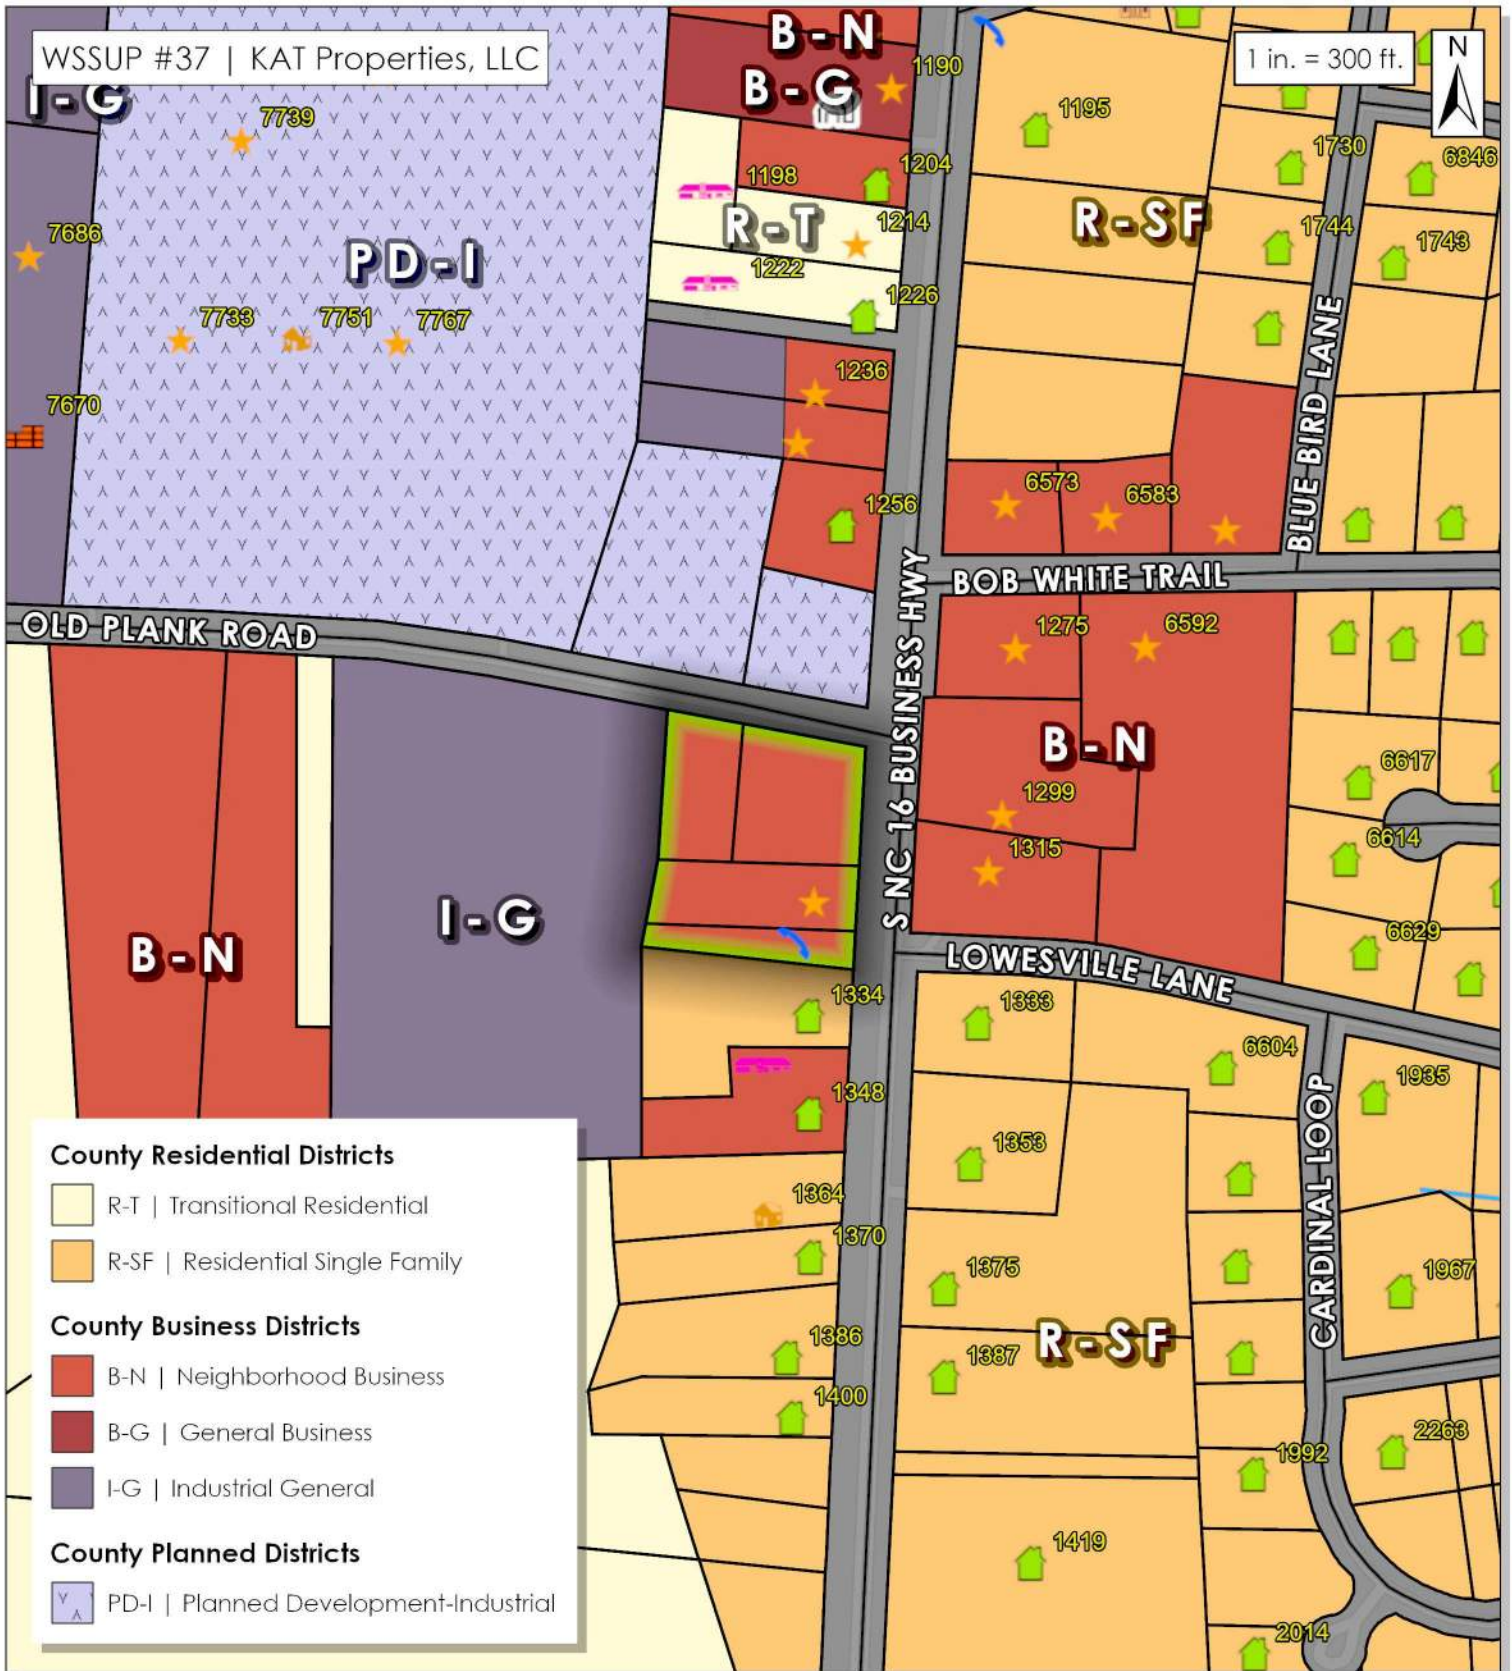 WSSUP #37 | KAT Properties, LLC
1 in. = 300 ft.
N
B - N
B - G
1190
I - G
7739
1195
1730
6846
1198
1204
R - T
1214
R - SF
1744
1743
7686
PD - I
1222
1226
7733
7751
7767
1236
7670
6573
6583
1256
BLUE BIRD LANE
BOB WHITE TRAIL
OLD PLANK ROAD
S NC 16 BUSINESS HWY
1275
6592
B - N
6617
1299
6614
1315
I - G
B - N
6629
LOWESVILLE LANE
1334
1333
6604
1935
1348
1353
CARDINAL LOOP
1364
1370
1375
1967
1386
1387
R - SF
1400
2263
1992
1419
2014
County Residential Districts
R-T | Transitional Residential
R-SF | Residential Single Family
County Business Districts
B-N | Neighborhood Business
B-G | General Business
I-G | Industrial General
County Planned Districts
PD-I | Planned Development-Industrial